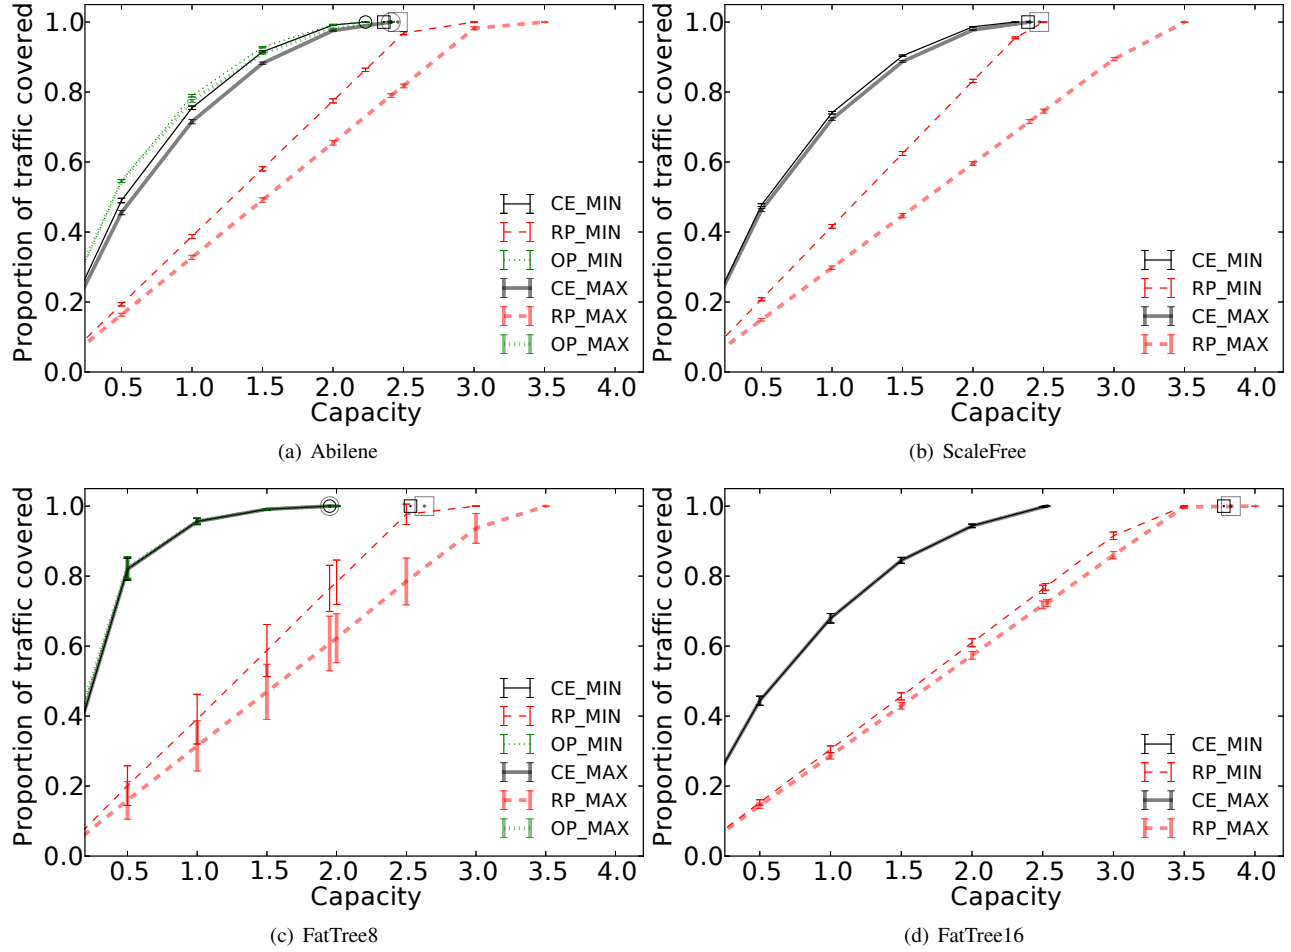 Proportion of traffic covered
1.0
0.8
0.6
0.4
0.2
0.0
CE_MIN
RP_MIN
OP_MIN
CE_MAX
RP_MAX
OP_MAX
0.5 1.0 1.5 2.0 2.5 3.0 3.5 4.0
Capacity
(a) Abilene
Proportion of traffic covered
1.0
0.8
0.6
0.4
0.2
0.0
CE_MIN
RP_MIN
CE_MAX
RP_MAX
0.5 1.0 1.5 2.0 2.5 3.0 3.5 4.0
Capacity
(b) ScaleFree
Proportion of traffic covered
1.0
0.8
0.6
0.4
0.2
0.0
CE_MIN
RP_MIN
OP_MIN
CE_MAX
RP_MAX
OP_MAX
0.5 1.0 1.5 2.0 2.5 3.0 3.5 4.0
Capacity
(c) FatTree8
Proportion of traffic covered
1.0
0.8
0.6
0.4
0.2
0.0
CE_MIN
RP_MIN
CE_MAX
RP_MAX
0.5 1.0 1.5 2.0 2.5 3.0 3.5 4.0
Capacity
(d) FatTree16